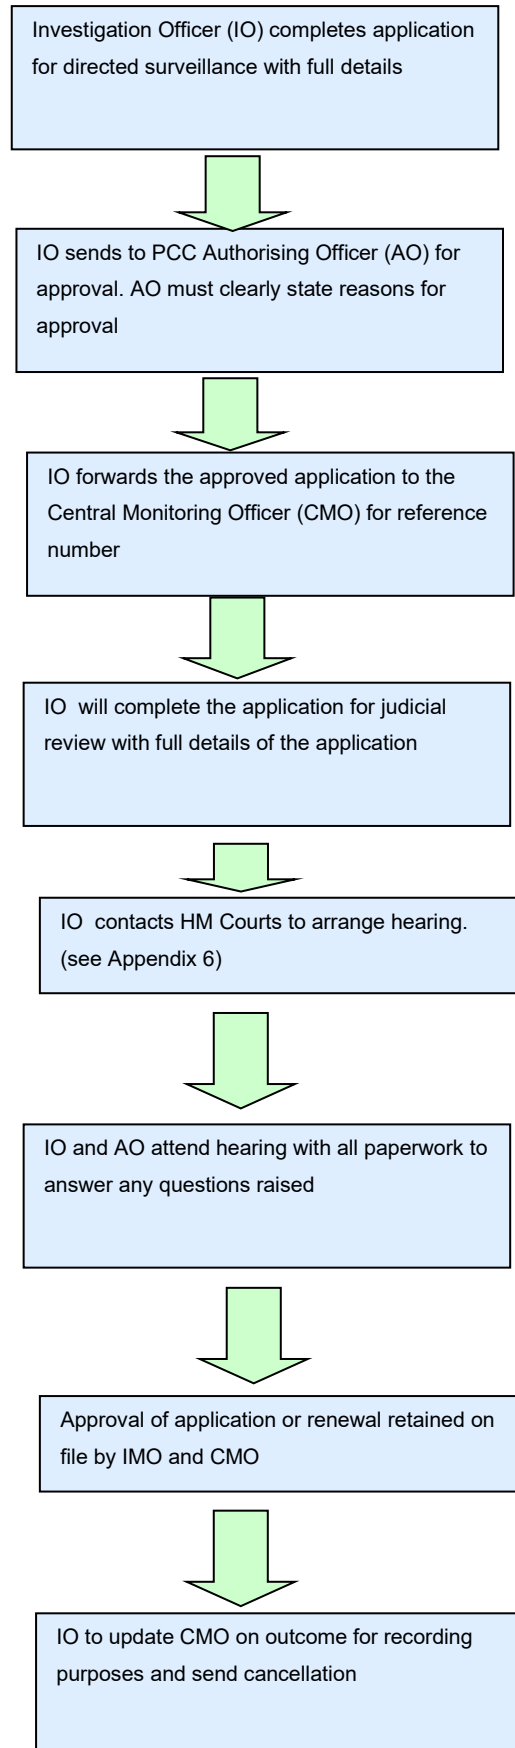 Investigation Officer (IO) completes application
for directed surveillance with full details
IO sends to PCC Authorising Officer (AO) for
approval. AO must clearly state reasons for
approval
IO forwards the approved application to the
Central Monitoring Officer (CMO) for reference
number
IO  will complete the application for judicial
review with full details of the application
IO  contacts HM Courts to arrange hearing.
(see Appendix 6)
IO and AO attend hearing with all paperwork to
answer any questions raised
Approval of application or renewal retained on
file by IMO and CMO
IO to update CMO on outcome for recording
purposes and send cancellation